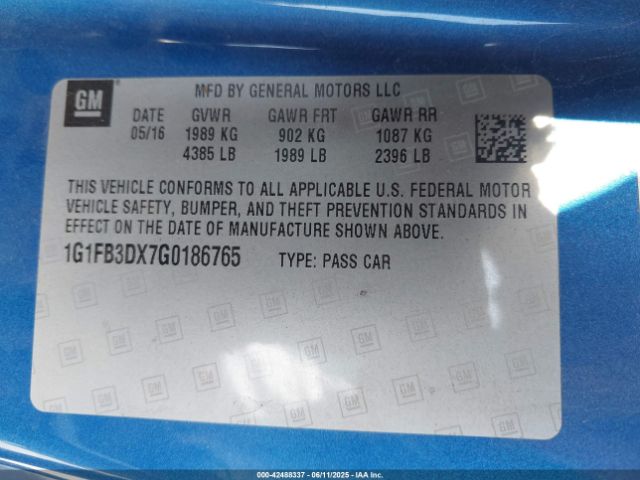 GM
MFD BY GENERAL MOTORS LLC
DATE GVWR GAWR FRT GAWR RR
05/16 1989 KG 902 KG 1087 KG
4385 LB 1989 LB 2396 LB
THIS VEHICLE CONFORMS TO ALL APPLICABLE U.S. FEDERAL MOTOR
VEHICLE SAFETY, BUMPER, AND THEFT PREVENTION STANDARDS IN
EFFECT ON THE DATE OF MANUFACTURE SHOWN ABOVE.
1G1FB3DX7G0186765 TYPE: PASS CAR
000-42488337 - 06/11/2025 - IAA Inc.